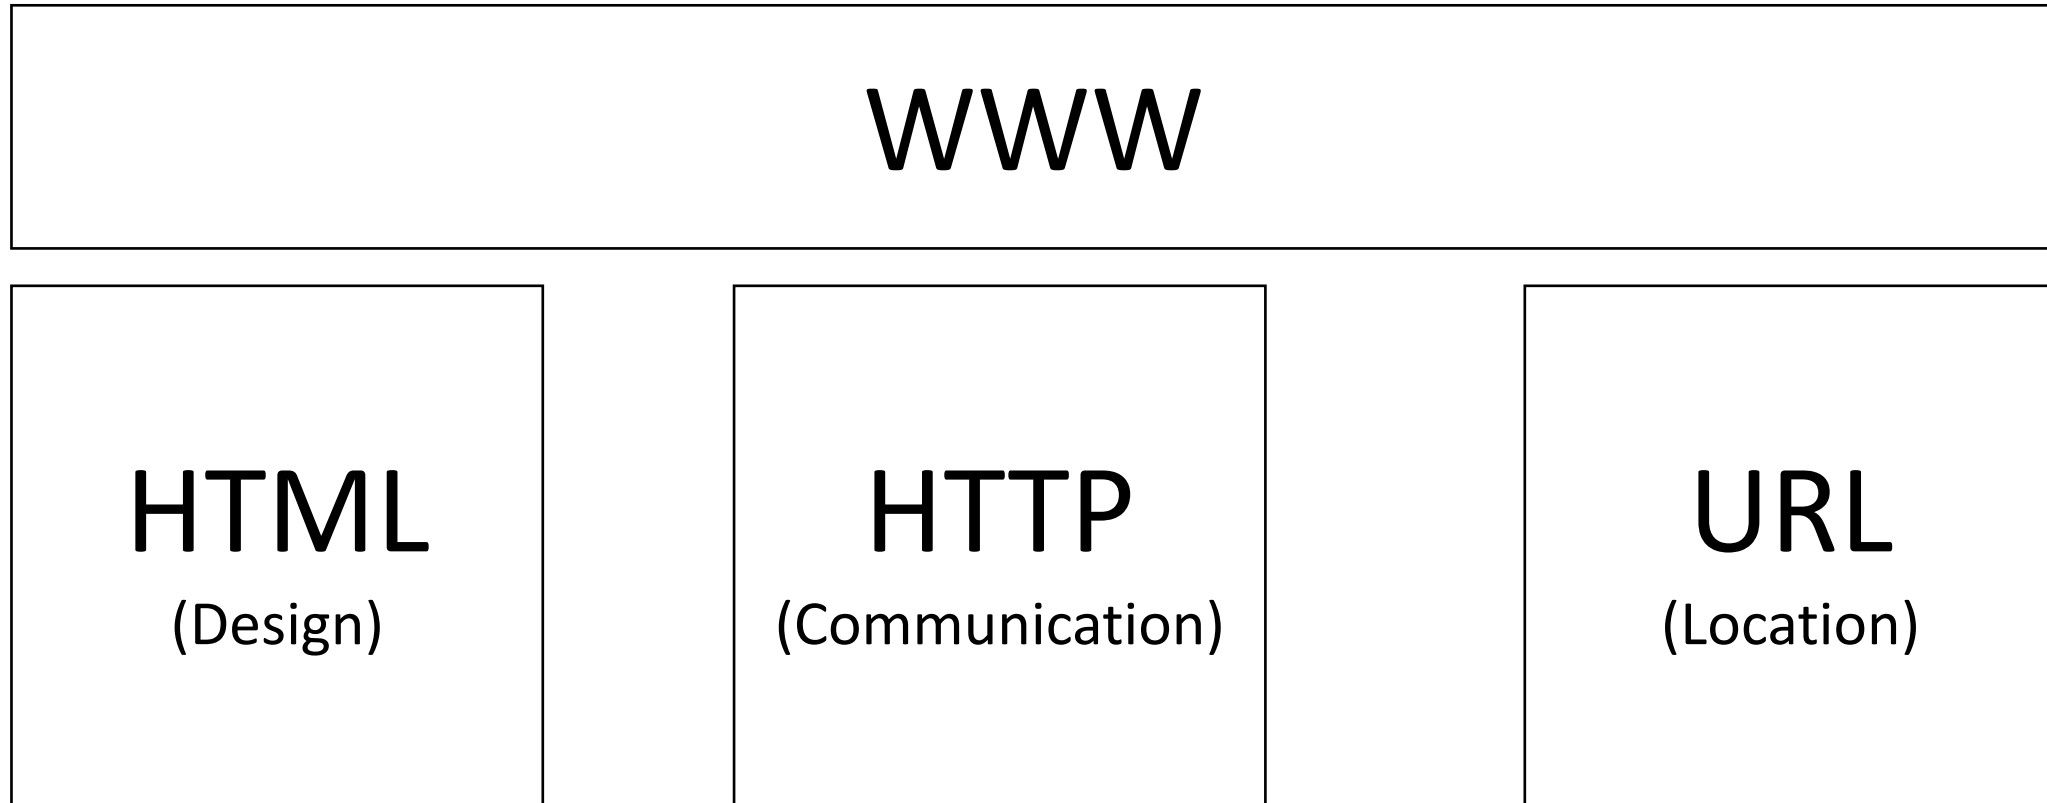 WWW
HTML
(Design)
HTTP
(Communication)
URL
(Location)